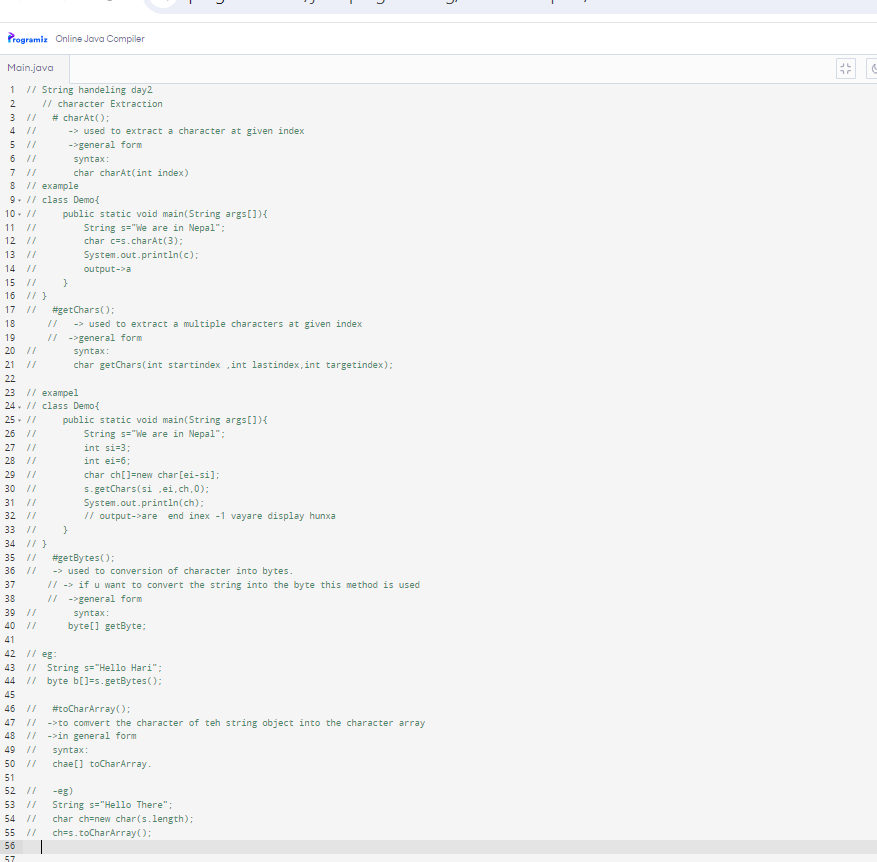 Programiz Online Java Compiler
Main.java
1 // String handeling day2
2 // character Extraction
3 // # charAt();
4 // -> used to extract a character at given index
5 // ->general form
6 // syntax:
7 // char charAt(int index)
8 // example
9 // class Demo{
10 // public static void main(String args[]){
11 // String s="We are in Nepal";
12 // char c=s.charAt(3);
13 // System.out.println(c);
14 // output->a
15 // }
16 // }
17 // #getChars();
18 // -> used to extract a multiple characters at given index
19 // ->general form
20 // syntax:
21 // char getChars(int startindex ,int lastindex,int targetindex);
22
23 // exampel
24 // class Demo{
25 // public static void main(String args[]){
26 // String s="We are in Nepal";
27 // int si=3;
28 // int ei=6;
29 // char ch[]=new char[ei-si];
30 // s.getChars(si ,ei,ch,0);
31 // System.out.println(ch);
32 // // output->are end inex -1 vayare display hunxa
33 // }
34 // }
35 // #getBytes();
36 // -> used to conversion of character into bytes.
37 // -> if u want to convert the string into the byte this method is used
38 // ->general form
39 // syntax:
40 // byte[] getByte;
41
42 // eg:
43 // String s="Hello Hari";
44 // byte b[]=s.getBytes();
45
46 // #toCharArray();
47 // ->to comvert the character of teh string object into the character array
48 // ->in general form
49 // syntax:
50 // chae[] toCharArray.
51
52 // -eg)
53 // String s="Hello There";
54 // char ch=new char(s.length);
55 // ch=s.toCharArray();
56
57